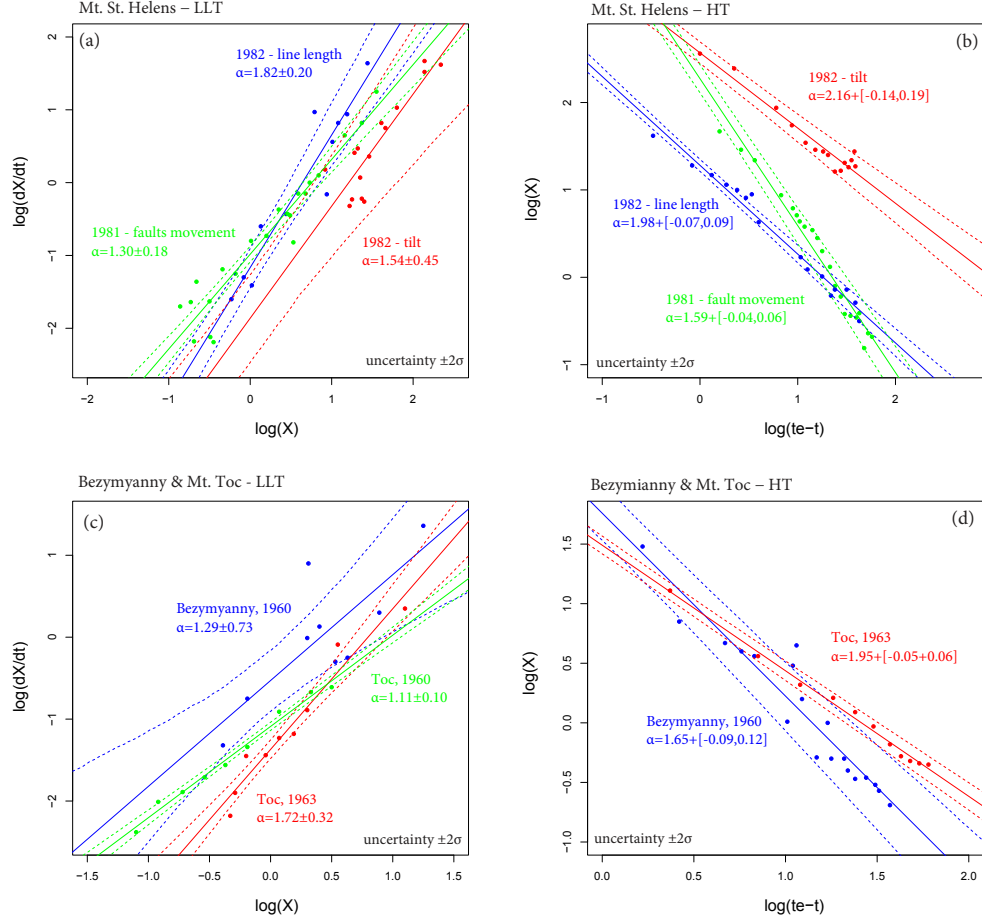 Mt. St. Helens – LLT
(a)
1982 - line length
α=1.82±0.20
1981 - faults movement
α=1.30±0.18
1982 - tilt
α=1.54±0.45
uncertainty ±2σ
log(dX/dt)
2
1
0
−1
−2
−2
−1
0
1
2
log(X)
Mt. St. Helens – HT
(b)
1982 - tilt
α=2.16+[-0.14,0.19]
1982 - line length
α=1.98+[-0.07,0.09]
1981 - fault movement
α=1.59+[-0.04,0.06]
uncertainty ±2σ
log(X)
2
1
0
−1
−1
0
1
2
log(te−t)
Bezymyanny & Mt. Toc - LLT
(c)
Bezymyanny, 1960
α=1.29±0.73
Toc, 1960
α=1.11±0.10
Toc, 1963
α=1.72±0.32
uncertainty ±2σ
log(dX/dt)
1
0
−1
−2
−1.5
−1.0
−0.5
0.0
0.5
1.0
1.5
log(X)
Bezymianny & Mt. Toc – HT
(d)
Toc, 1963
α=1.95+[-0.05+0.06]
Bezymyanny, 1960
α=1.65+[-0.09,0.12]
uncertainty ±2σ
log(X)
1.5
1.0
0.5
0.0
−0.5
−1.0
0.0
0.5
1.0
1.5
2.0
log(te−t)